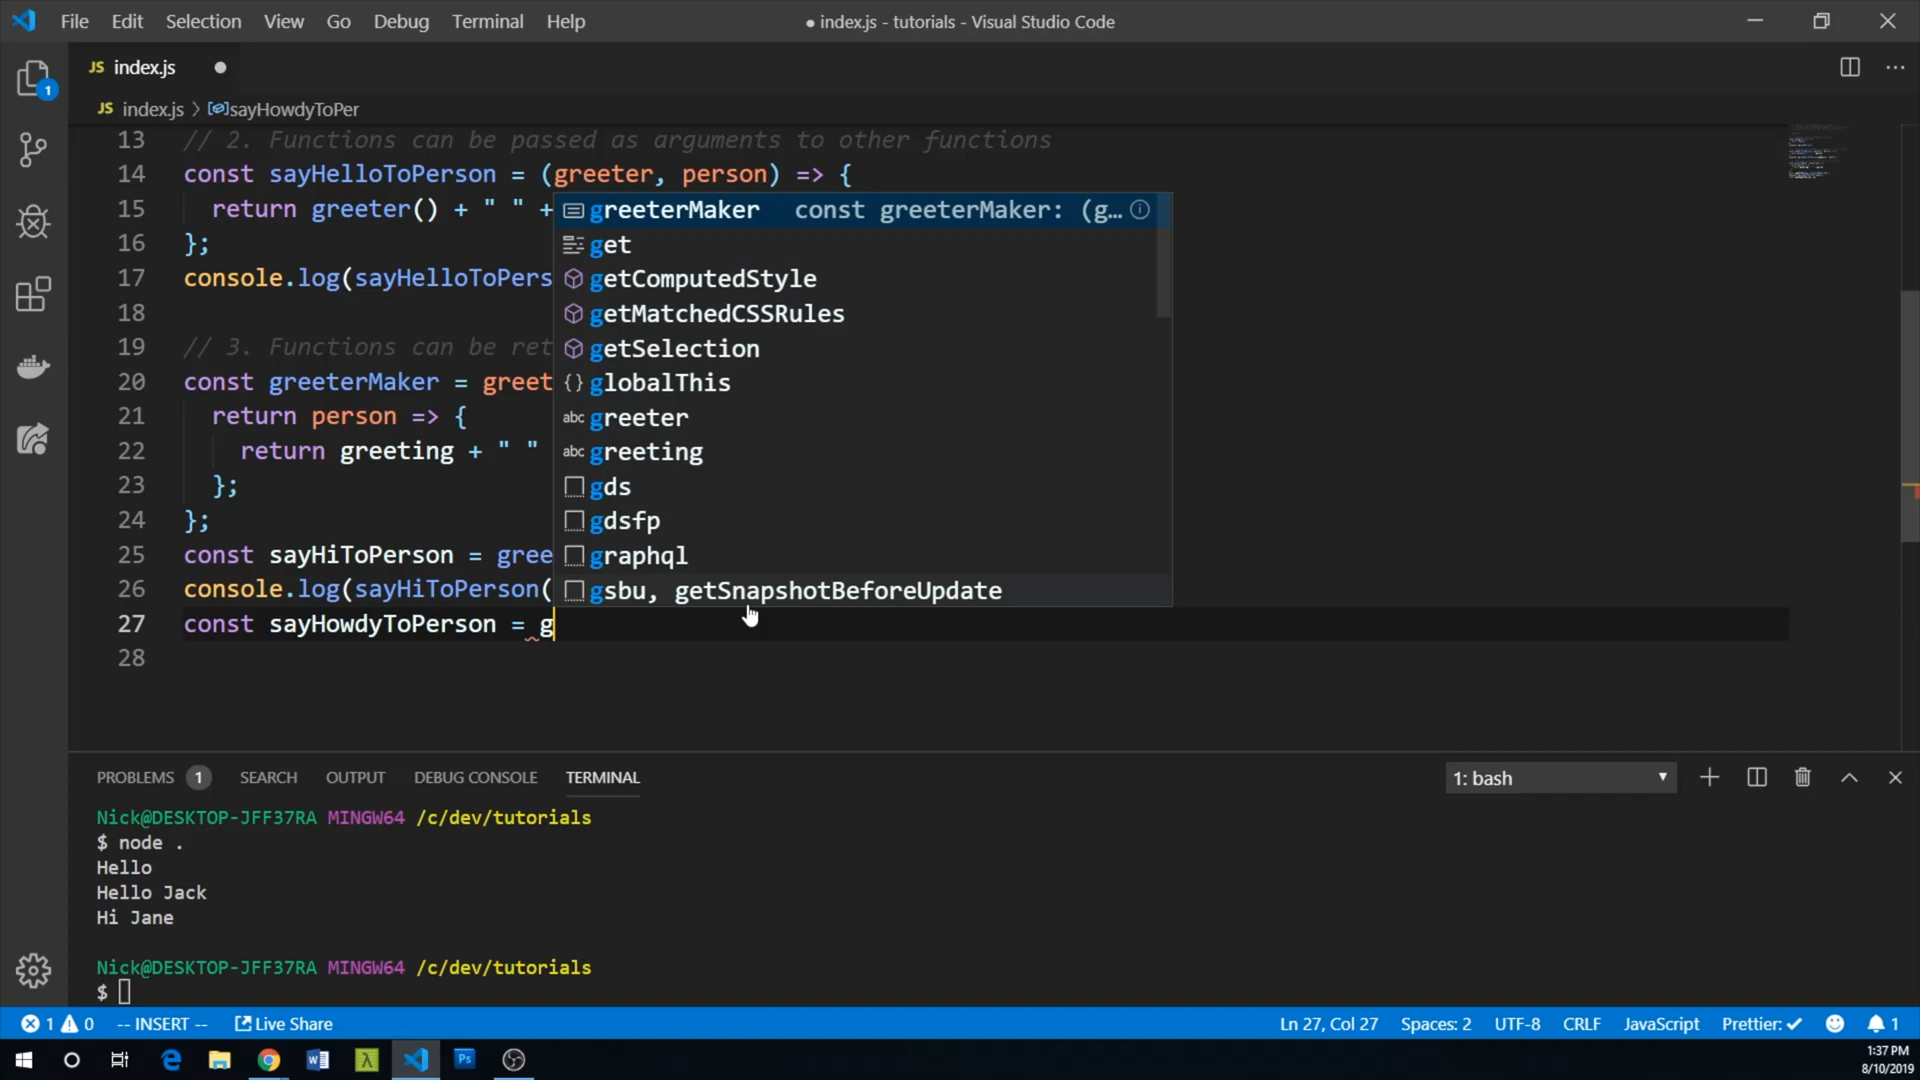 File Edit Selection View Go Debug Terminal Help
● index.js - tutorials - Visual Studio Code
JS index.js ●
1
JS index.js > sayHowdyToPer
13 // 2. Functions can be passed as arguments to other functions
14 const sayHelloToPerson = (greeter, person) => {
15 return greeter() + " " +
16 };
17 console.log(sayHelloToPers
18
19 // 3. Functions can be ret
20 const greeterMaker = greet
21 return person => {
22 return greeting + " "
23 };
24 };
25 const sayHiToPerson = gree
26 console.log(sayHiToPerson(
27 const sayHowdyToPerson = g
28
greeterMaker const greeterMaker: (g…
get
getComputedStyle
getMatchedCSSRules
getSelection
{} globalThis
abc greeter
abc greeting
gds
gdsfp
graphql
gsbu, getSnapshotBeforeUpdate
PROBLEMS 1 SEARCH OUTPUT DEBUG CONSOLE TERMINAL 1: bash
Nick@DESKTOP-JFF37RA MINGW64 /c/dev/tutorials
$ node .
Hello
Hello Jack
Hi Jane
Nick@DESKTOP-JFF37RA MINGW64 /c/dev/tutorials
$
1 0 -- INSERT -- Live Share Ln 27, Col 27 Spaces: 2 UTF-8 CRLF JavaScript Prettier: ✓ 1
W λ Ps
1:37 PM
8/10/2019